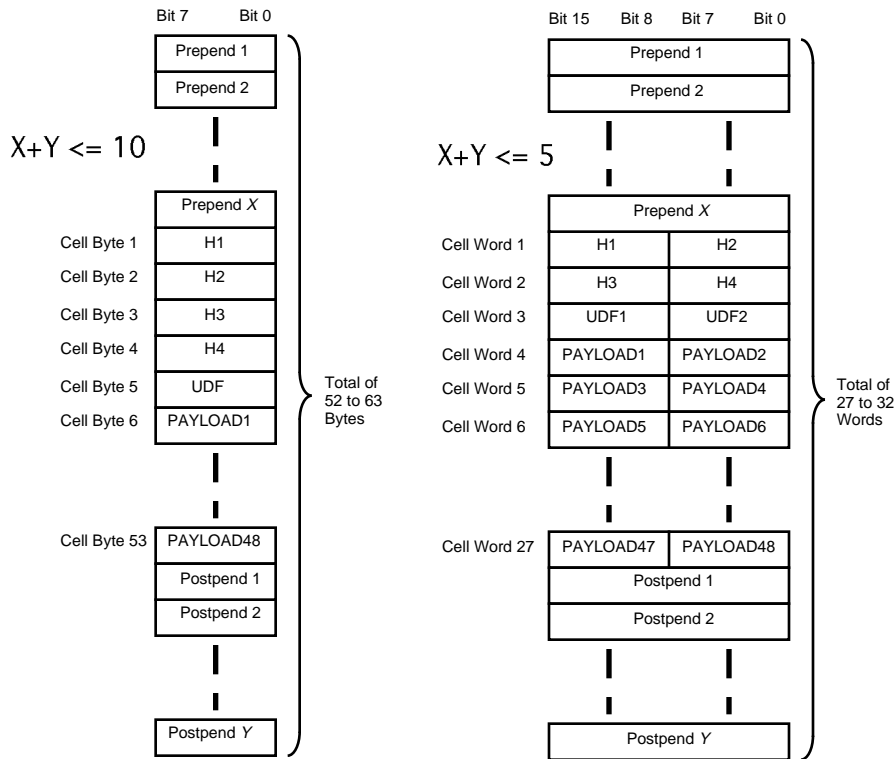 Bit 7 Bit 0
Prepend 1
Prepend 2
X+Y <= 10
Prepend X
Cell Byte 1 H1
Cell Byte 2 H2
Cell Byte 3 H3
Cell Byte 4 H4
Cell Byte 5 UDF
Cell Byte 6 PAYLOAD1
Cell Byte 53 PAYLOAD48
Postpend 1
Postpend 2
Postpend Y
Total of
52 to 63
Bytes
Bit 15 Bit 8 Bit 7 Bit 0
Prepend 1
Prepend 2
X+Y <= 5
Prepend X
Cell Word 1 H1 H2
Cell Word 2 H3 H4
Cell Word 3 UDF1 UDF2
Cell Word 4 PAYLOAD1 PAYLOAD2
Cell Word 5 PAYLOAD3 PAYLOAD4
Cell Word 6 PAYLOAD5 PAYLOAD6
Cell Word 27 PAYLOAD47 PAYLOAD48
Postpend 1
Postpend 2
Postpend Y
Total of
27 to 32
Words